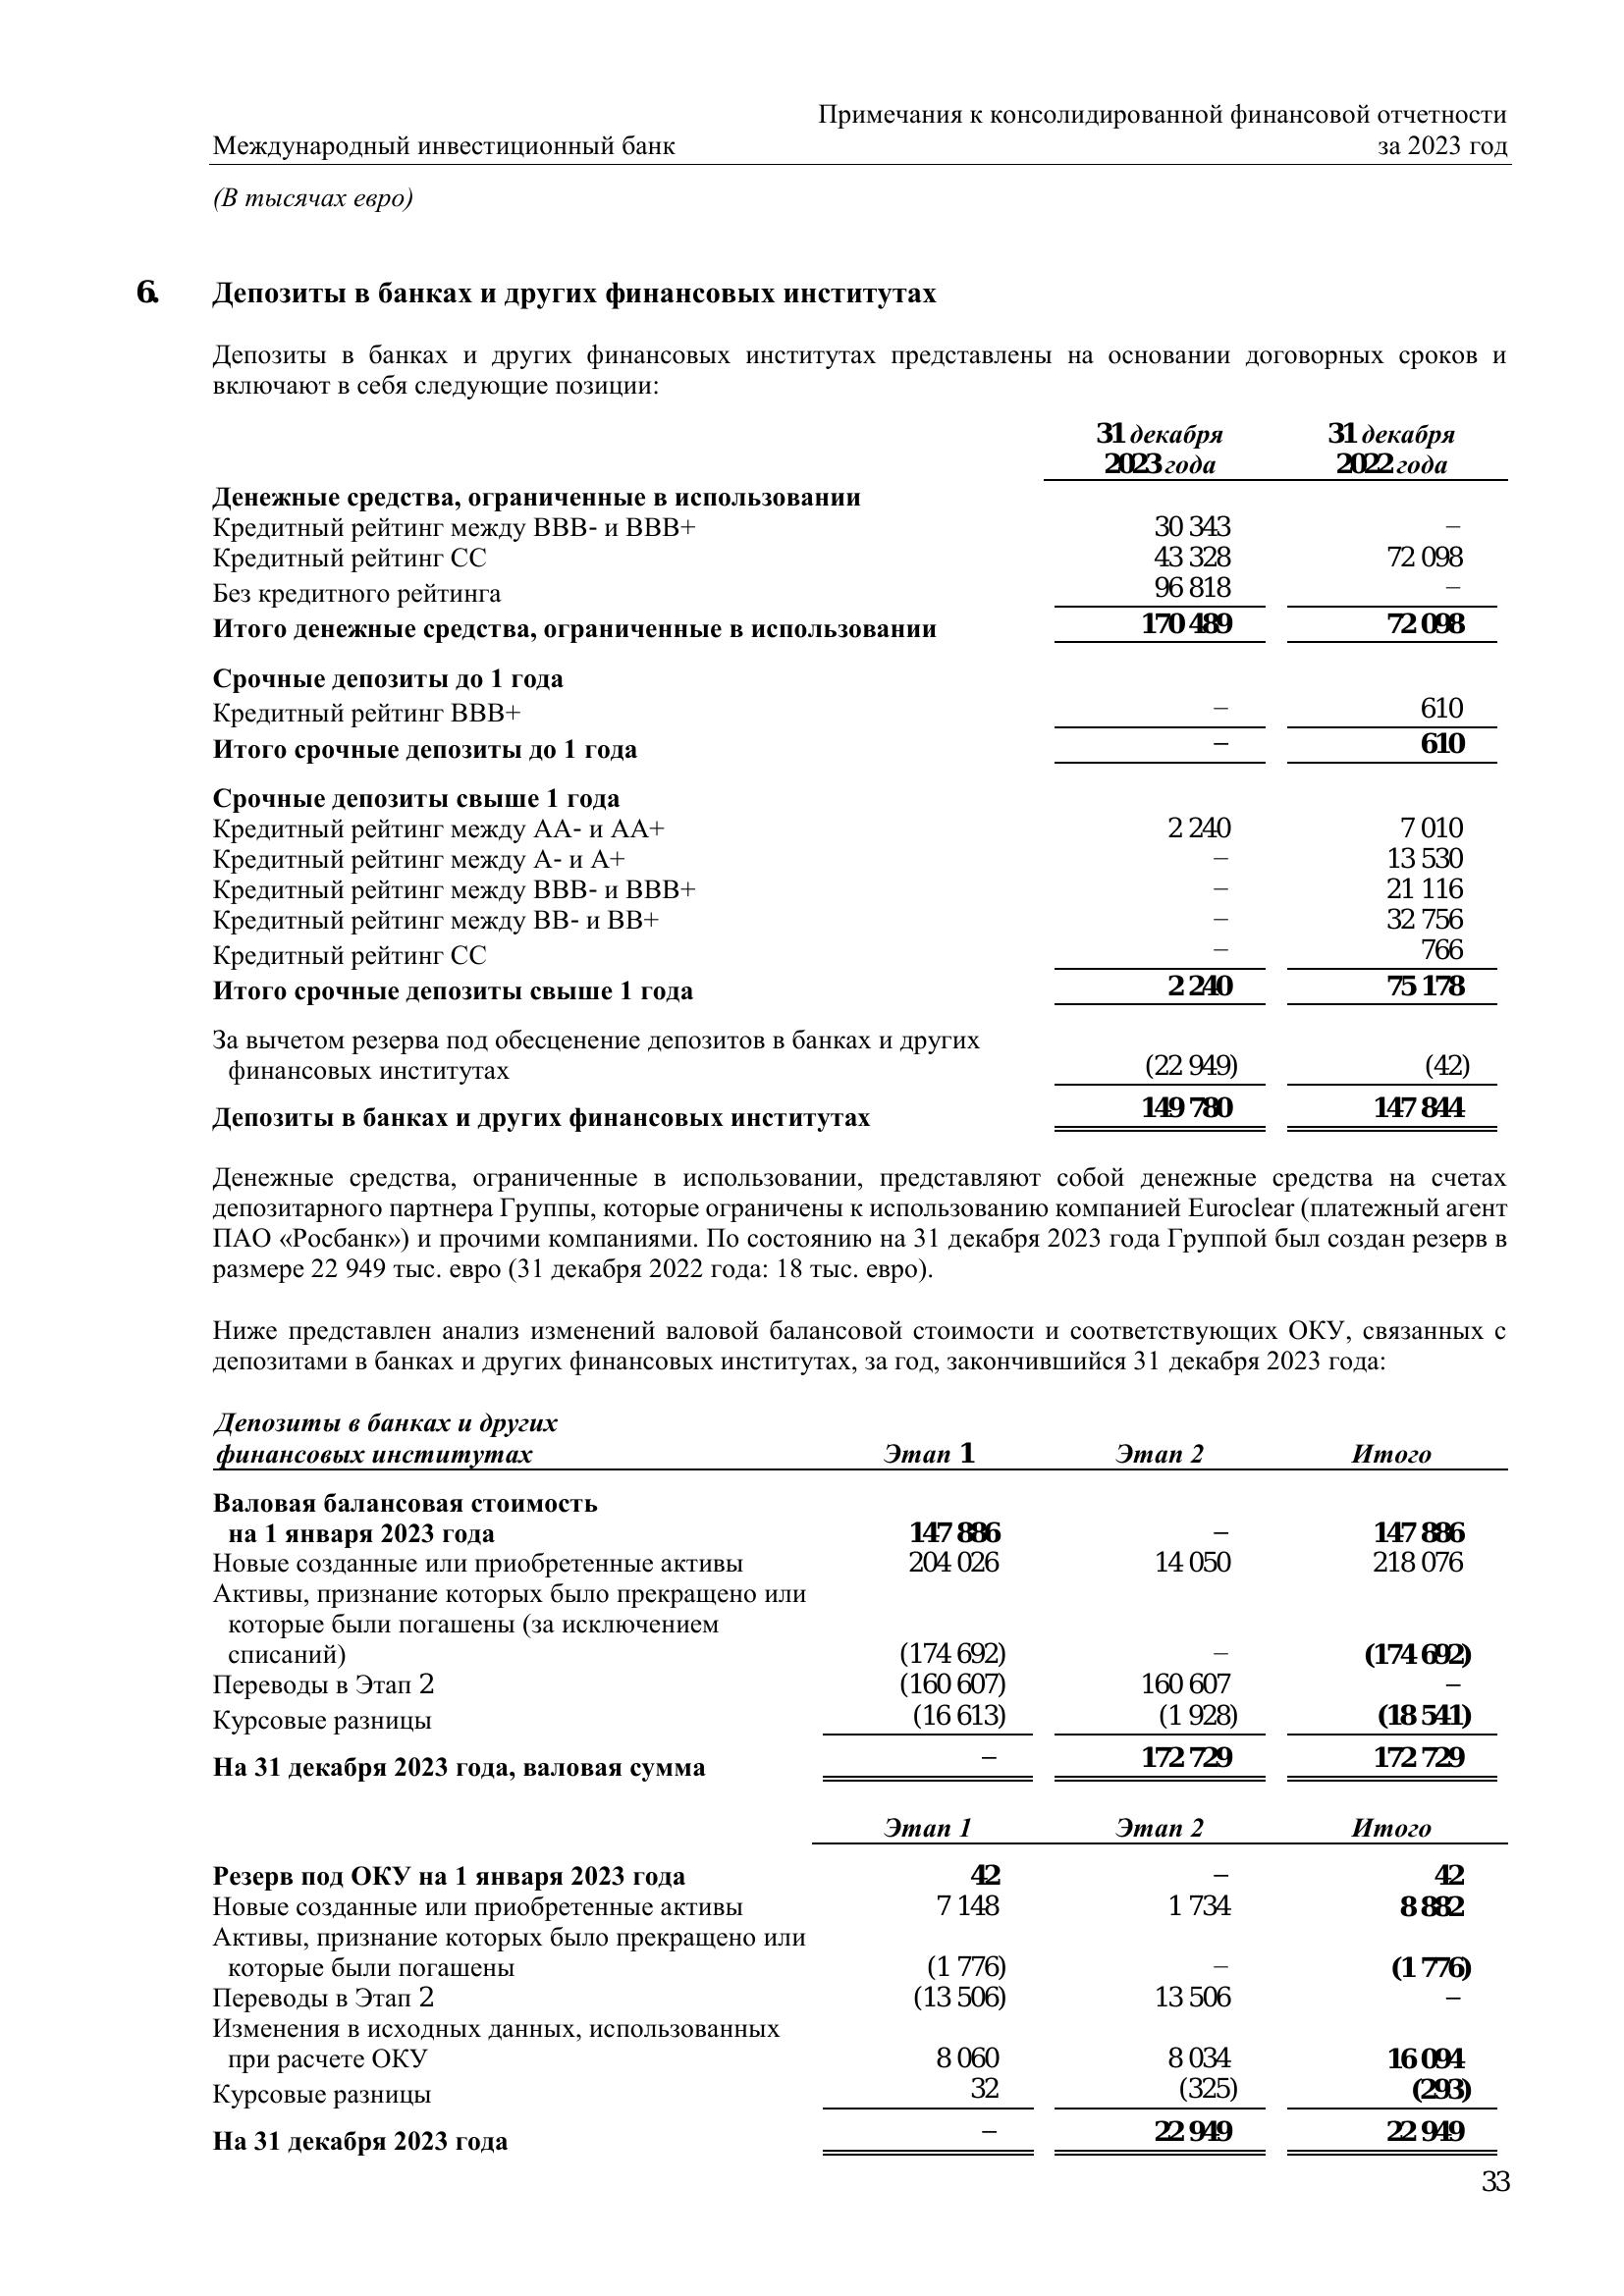 Примечания к консолидированной финансовой отчетности
Международный инвестиционный банк за 2023 год
(В тысячах евро)
6. Депозиты в банках и других финансовых институтах
Депозиты в банках и других финансовых институтах представлены на основании договорных сроков и
включают в себя следующие позиции:
31 декабря 31 декабря
2023 года 2022 года
Денежные средства, ограниченные в использовании
Кредитный рейтинг между BBB- и BBB+ 30 343 –
Кредитный рейтинг CC 43 328 72 098
Без кредитного рейтинга 96 818 –
Итого денежные средства, ограниченные в использовании 170 489 72 098
Срочные депозиты до 1 года
Кредитный рейтинг BBB+ – 610
Итого срочные депозиты до 1 года – 610
Срочные депозиты свыше 1 года
Кредитный рейтинг между AA- и AA+ 2 240 7 010
Кредитный рейтинг между A- и A+ – 13 530
Кредитный рейтинг между BBB- и BBB+ – 21 116
Кредитный рейтинг между BB- и BB+ – 32 756
Кредитный рейтинг CC – 766
Итого срочные депозиты свыше 1 года 2 240 75 178
За вычетом резерва под обесценение депозитов в банках и других
финансовых институтах (22 949) (42)
Депозиты в банках и других финансовых институтах 149 780 147 844
Денежные средства, ограниченные в использовании, представляют собой денежные средства на счетах
депозитарного партнера Группы, которые ограничены к использованию компанией Euroclear (платежный агент
ПАО «Росбанк») и прочими компаниями. По состоянию на 31 декабря 2023 года Группой был создан резерв в
размере 22 949 тыс. евро (31 декабря 2022 года: 18 тыс. евро).
Ниже представлен анализ изменений валовой балансовой стоимости и соответствующих ОКУ, связанных с
депозитами в банках и других финансовых институтах, за год, закончившийся 31 декабря 2023 года:
Депозиты в банках и других
финансовых институтах Этап 1 Этап 2 Итого
Валовая балансовая стоимость
на 1 января 2023 года 147 886 – 147 886
Новые созданные или приобретенные активы 204 026 14 050 218 076
Активы, признание которых было прекращено или
которые были погашены (за исключением
списаний) (174 692) – (174 692)
Переводы в Этап 2 (160 607) 160 607 –
Курсовые разницы (16 613) (1 928) (18 541)
На 31 декабря 2023 года, валовая сумма – 172 729 172 729
Этап 1 Этап 2 Итого
Резерв под ОКУ на 1 января 2023 года 42 – 42
Новые созданные или приобретенные активы 7 148 1 734 8 882
Активы, признание которых было прекращено или
которые были погашены (1 776) – (1 776)
Переводы в Этап 2 (13 506) 13 506 –
Изменения в исходных данных, использованных
при расчете ОКУ 8 060 8 034 16 094
Курсовые разницы 32 (325) (293)
На 31 декабря 2023 года – 22 949 22 949
33